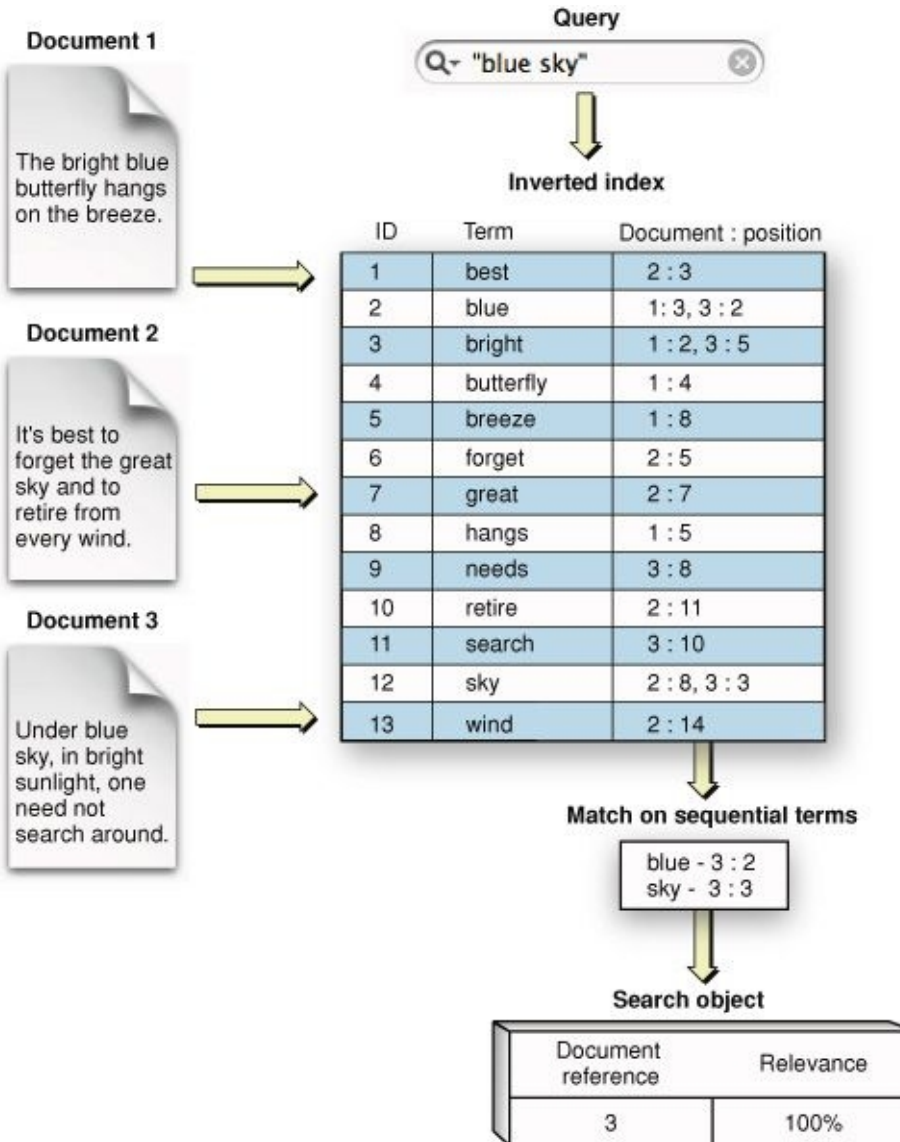 Document 1
The bright blue
butterfly hangs
on the breeze.
Document 2
It's best to
forget the great
sky and to
retire from
every wind.
Document 3
Under blue
sky, in bright
sunlight, one
need not
search around.
Query
"blue sky"
Inverted index
ID Term Document : position
1 best 2 : 3
2 blue 1: 3, 3 : 2
3 bright 1 : 2, 3 : 5
4 butterfly 1 : 4
5 breeze 1 : 8
6 forget 2 : 5
7 great 2 : 7
8 hangs 1 : 5
9 needs 3 : 8
10 retire 2 : 11
11 search 3 : 10
12 sky 2 : 8, 3 : 3
13 wind 2 : 14
Match on sequential terms
blue - 3 : 2
sky - 3 : 3
Search object
Document
reference
Relevance
3 100%